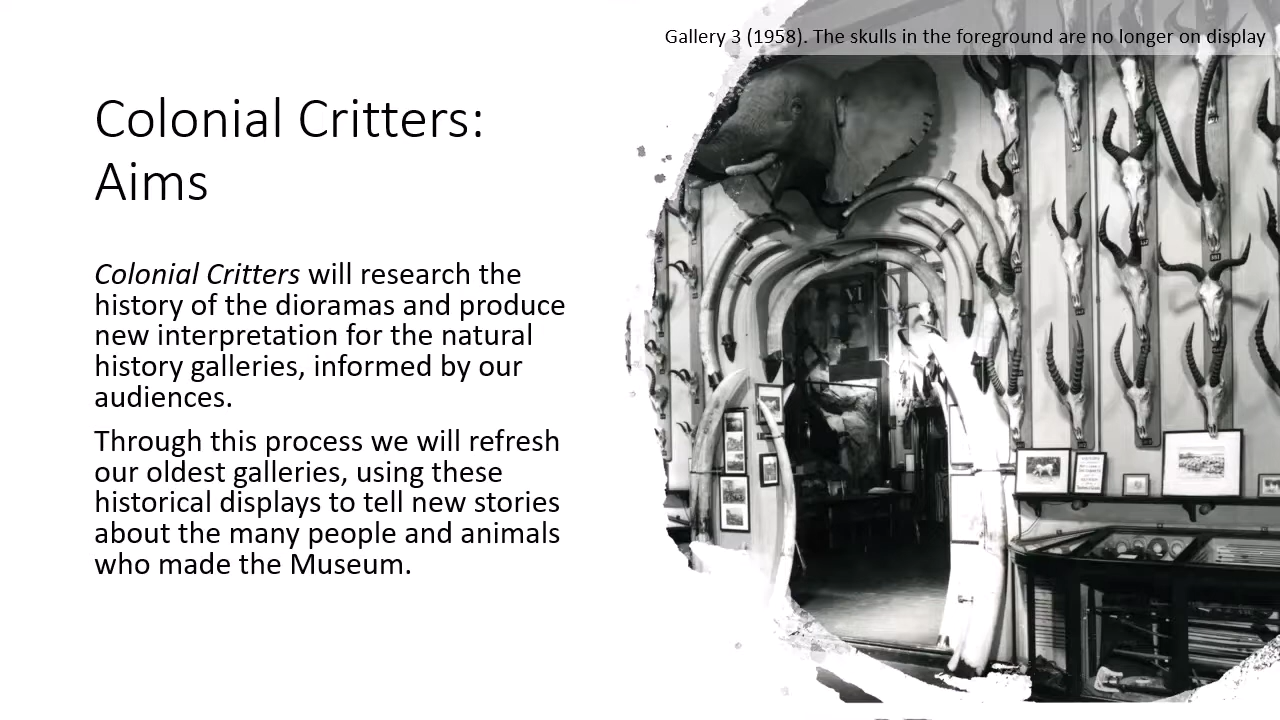 Gallery 3 (1958). The skulls in the foreground are no longer on display
Colonial Critters:
Aims
Colonial Critters will research the
history of the dioramas and produce
new interpretation for the natural
history galleries, informed by our
audiences.
Through this process we will refresh
our oldest galleries, using these
historical displays to tell new stories
about the many people and animals
who made the Museum.
VI